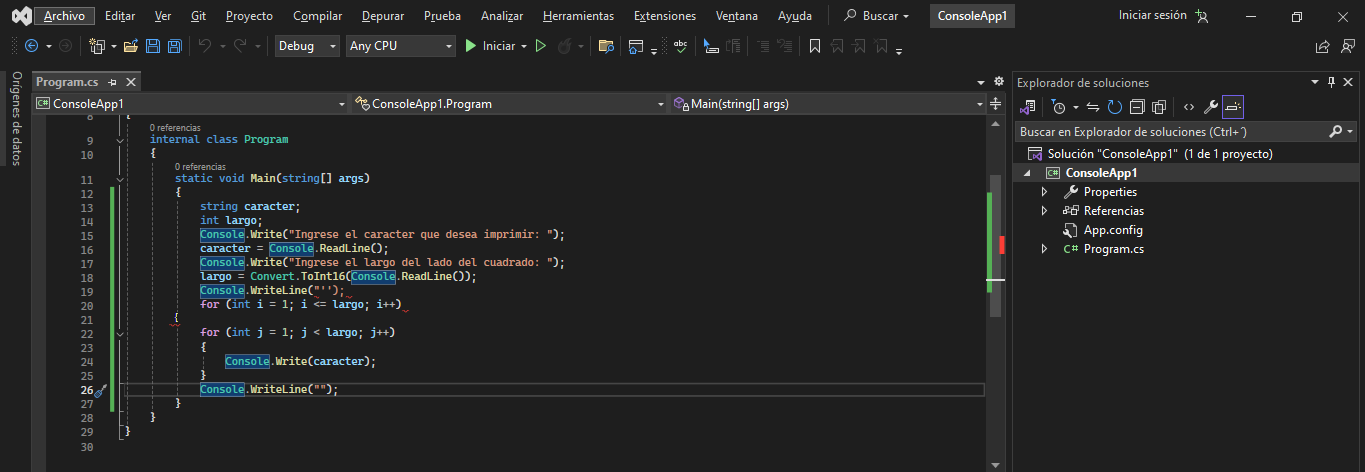 Archivo Editar Ver Git Proyecto Compilar Depurar Prueba Analizar Herramientas Extensiones Ventana Ayuda Buscar ConsoleApp1 Iniciar sesión
Debug Any CPU Iniciar abc
Orígenes de datos
Program.cs
C# ConsoleApp1 ConsoleApp1.Program Main(string[] args)
8 {
0 referencias
9 internal class Program
10 {
0 referencias
11 static void Main(string[] args)
12 {
13 string caracter;
14 int largo;
15 Console.Write("Ingrese el caracter que desea imprimir: ");
16 caracter = Console.ReadLine();
17 Console.Write("Ingrese el largo del lado del cuadrado: ");
18 largo = Convert.ToInt16(Console.ReadLine());
19 Console.WriteLine("'');
20 for (int i = 1; i <= largo; i++)
21 {
22 for (int j = 1; j < largo; j++)
23 {
24 Console.Write(caracter);
25 }
26 Console.WriteLine("");
27 }
28 }
29 }
30
Explorador de soluciones
Buscar en Explorador de soluciones (Ctrl+´)
Solución "ConsoleApp1" (1 de 1 proyecto)
C# ConsoleApp1
Properties
Referencias
App.config
C# Program.cs